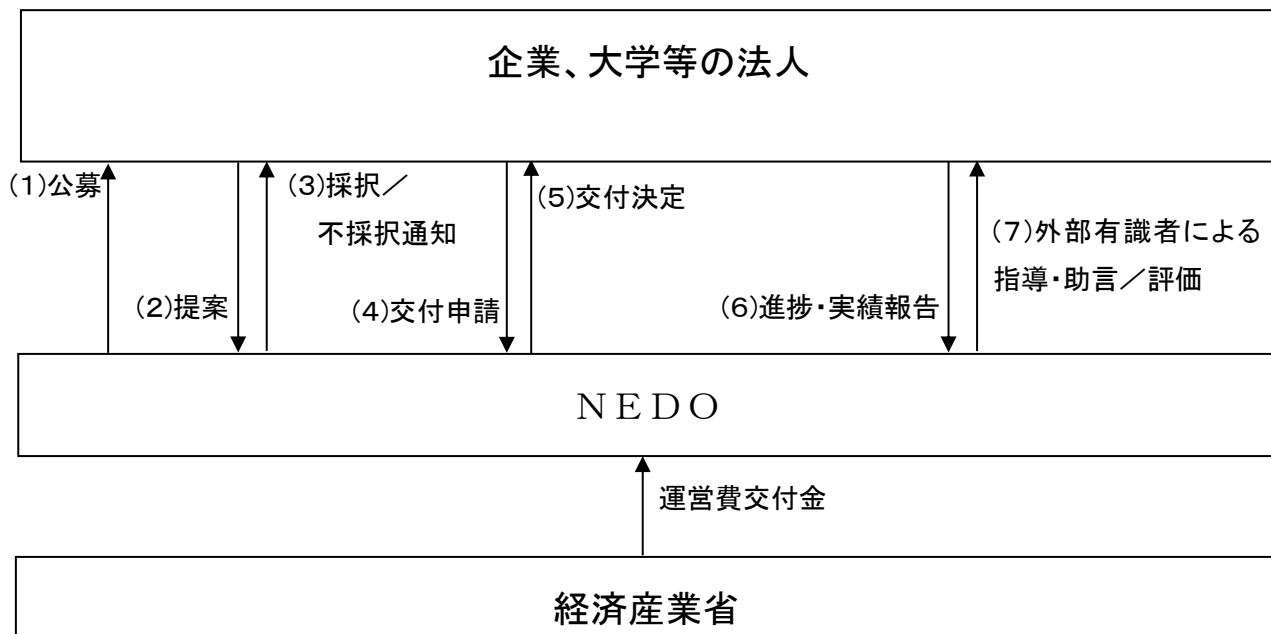 企業、大学等の法人
(1)公募
(2)提案
(3)採択／
不採択通知
(4)交付申請
(5)交付決定
(6)進捗・実績報告
(7)外部有識者による
指導・助言／評価
ＮＥＤＯ
運営費交付金
経済産業省